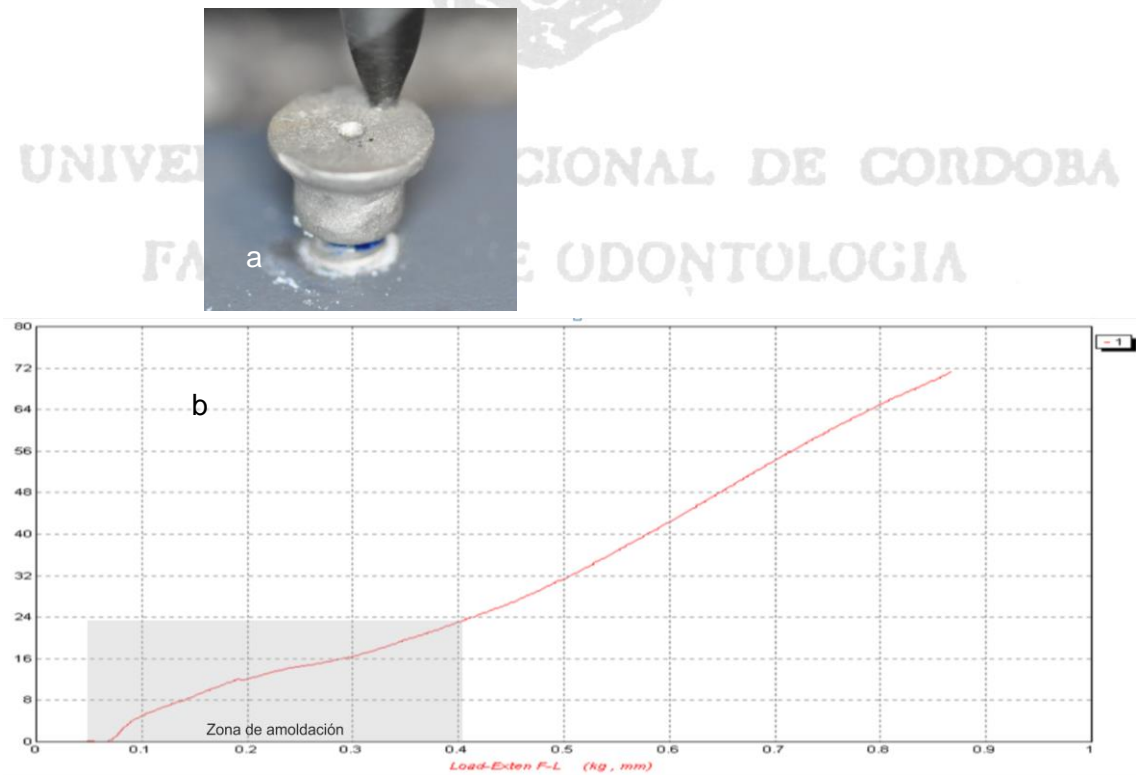 UNIVE CIONAL DE CORDOBA
FA E ODONTOLOGIA
a
80
72
64
56
48
40
32
24
16
8
0
b
1
Zona de amoldación
0 0.1 0.2 0.3 0.4 0.5 0.6 0.7 0.8 0.9 1
Load-Exten F-L (kg , mm)